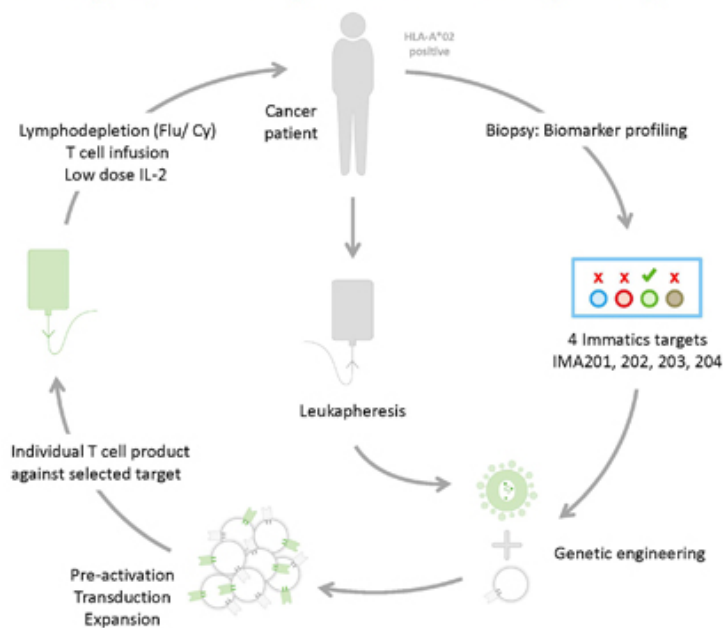 HLA-A*02
positive
Cancer
patient
Lymphodepletion (Flu/ Cy)
T cell infusion
Low dose IL-2
Biopsy: Biomarker profiling
x x ✓ x
4 Immatics targets
IMA201, 202, 203, 204
Leukapheresis
Individual T cell product
against selected target
Genetic engineering
Pre-activation
Transduction
Expansion